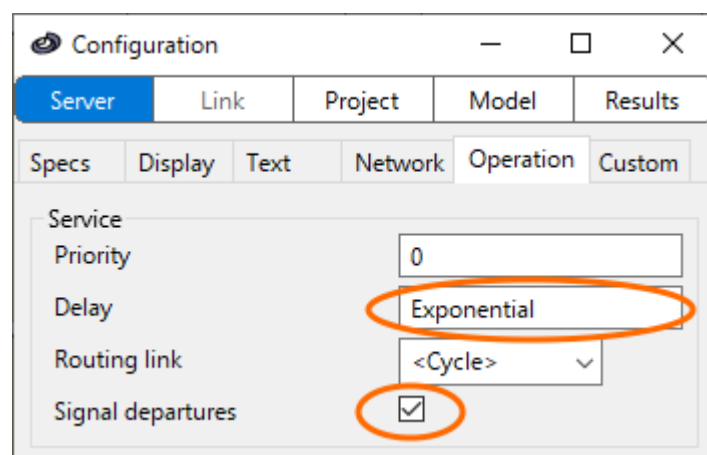 Configuration
Server Link Project Model Results
Specs Display Text Network Operation Custom
Service
Priority 0
Delay Exponential
Routing link <Cycle>
Signal departures